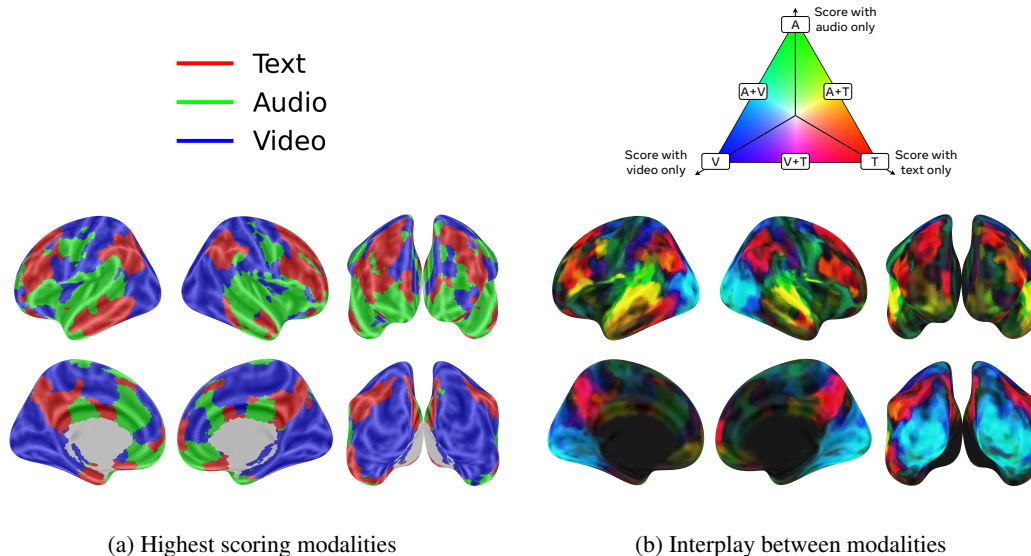 Text
Audio
Video
Score with
audio only
A
A+V
A+T
Score with
video only
V
V+T
T
Score with
text only
(a) Highest scoring modalities
(b) Interplay between modalities